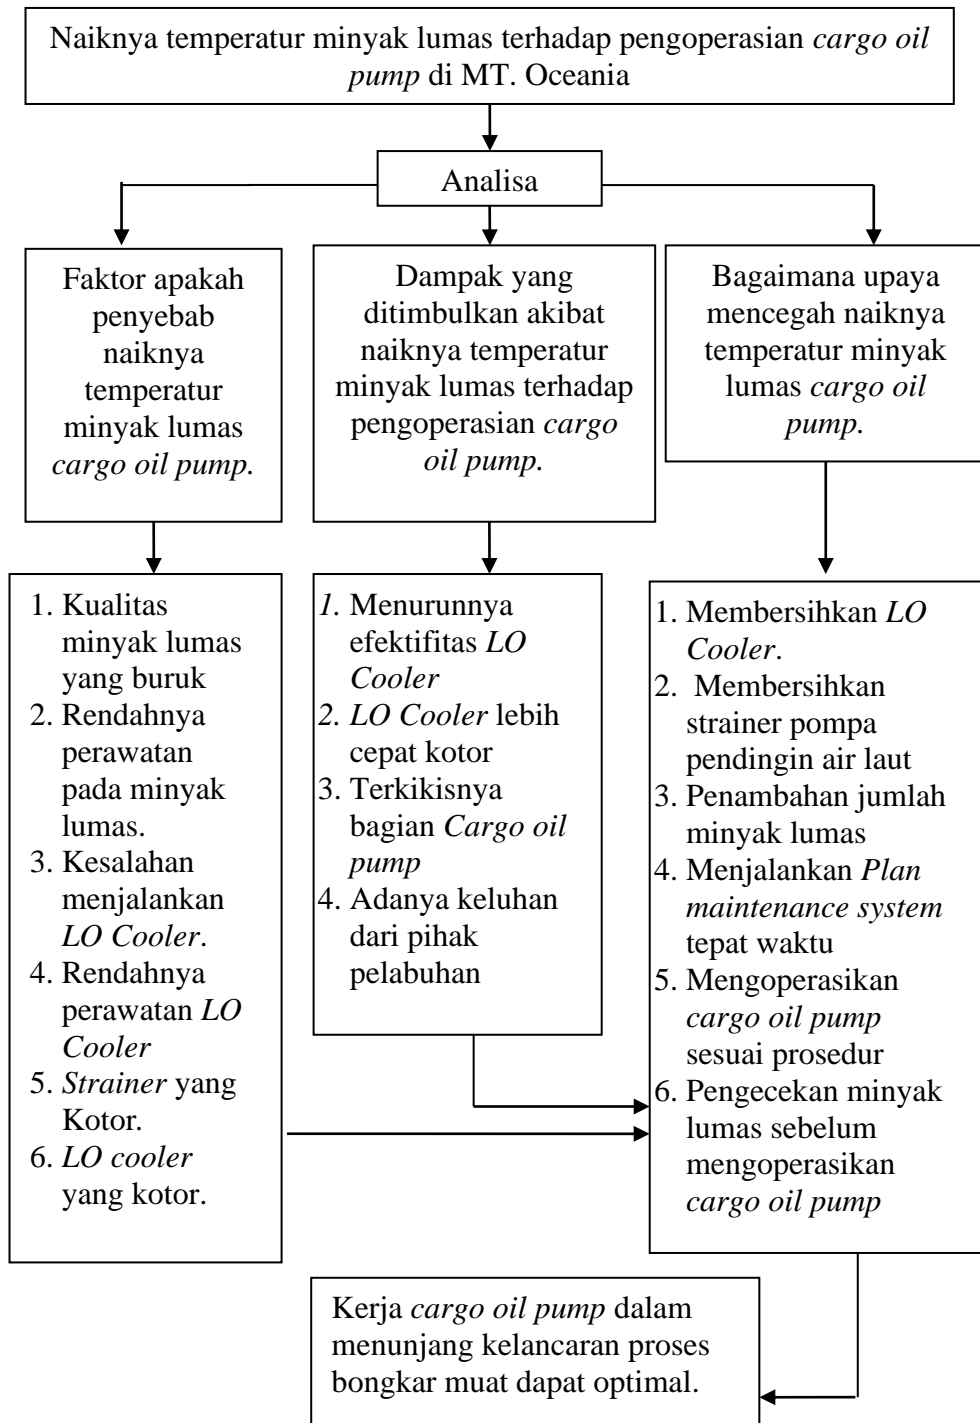 Naiknya temperatur minyak lumas terhadap pengoperasian cargo oil
pump di MT. Oceania
Analisa
Faktor apakah
penyebab
naiknya
temperatur
minyak lumas
cargo oil pump.
Dampak yang
ditimbulkan akibat
naiknya temperatur
minyak lumas terhadap
pengoperasian cargo
oil pump.
Bagaimana upaya
mencegah naiknya
temperatur minyak
lumas cargo oil
pump.
1. Kualitas
minyak lumas
yang buruk
2. Rendahnya
perawatan
pada minyak
lumas.
3. Kesalahan
menjalankan
LO Cooler.
4. Rendahnya
perawatan LO
Cooler
5. Strainer yang
Kotor.
6. LO cooler
yang kotor.
1. Menurunnya
efektifitas LO
Cooler
2. LO Cooler lebih
cepat kotor
3. Terkikisnya
bagian Cargo oil
pump
4. Adanya keluhan
dari pihak
pelabuhan
1. Membersihkan LO
Cooler.
2. Membersihkan
strainer pompa
pendingin air laut
3. Penambahan jumlah
minyak lumas
4. Menjalankan Plan
maintenance system
tepat waktu
5. Mengoperasikan
cargo oil pump
sesuai prosedur
6. Pengecekan minyak
lumas sebelum
mengoperasikan
cargo oil pump
Kerja cargo oil pump dalam
menunjang kelancaran proses
bongkar muat dapat optimal.